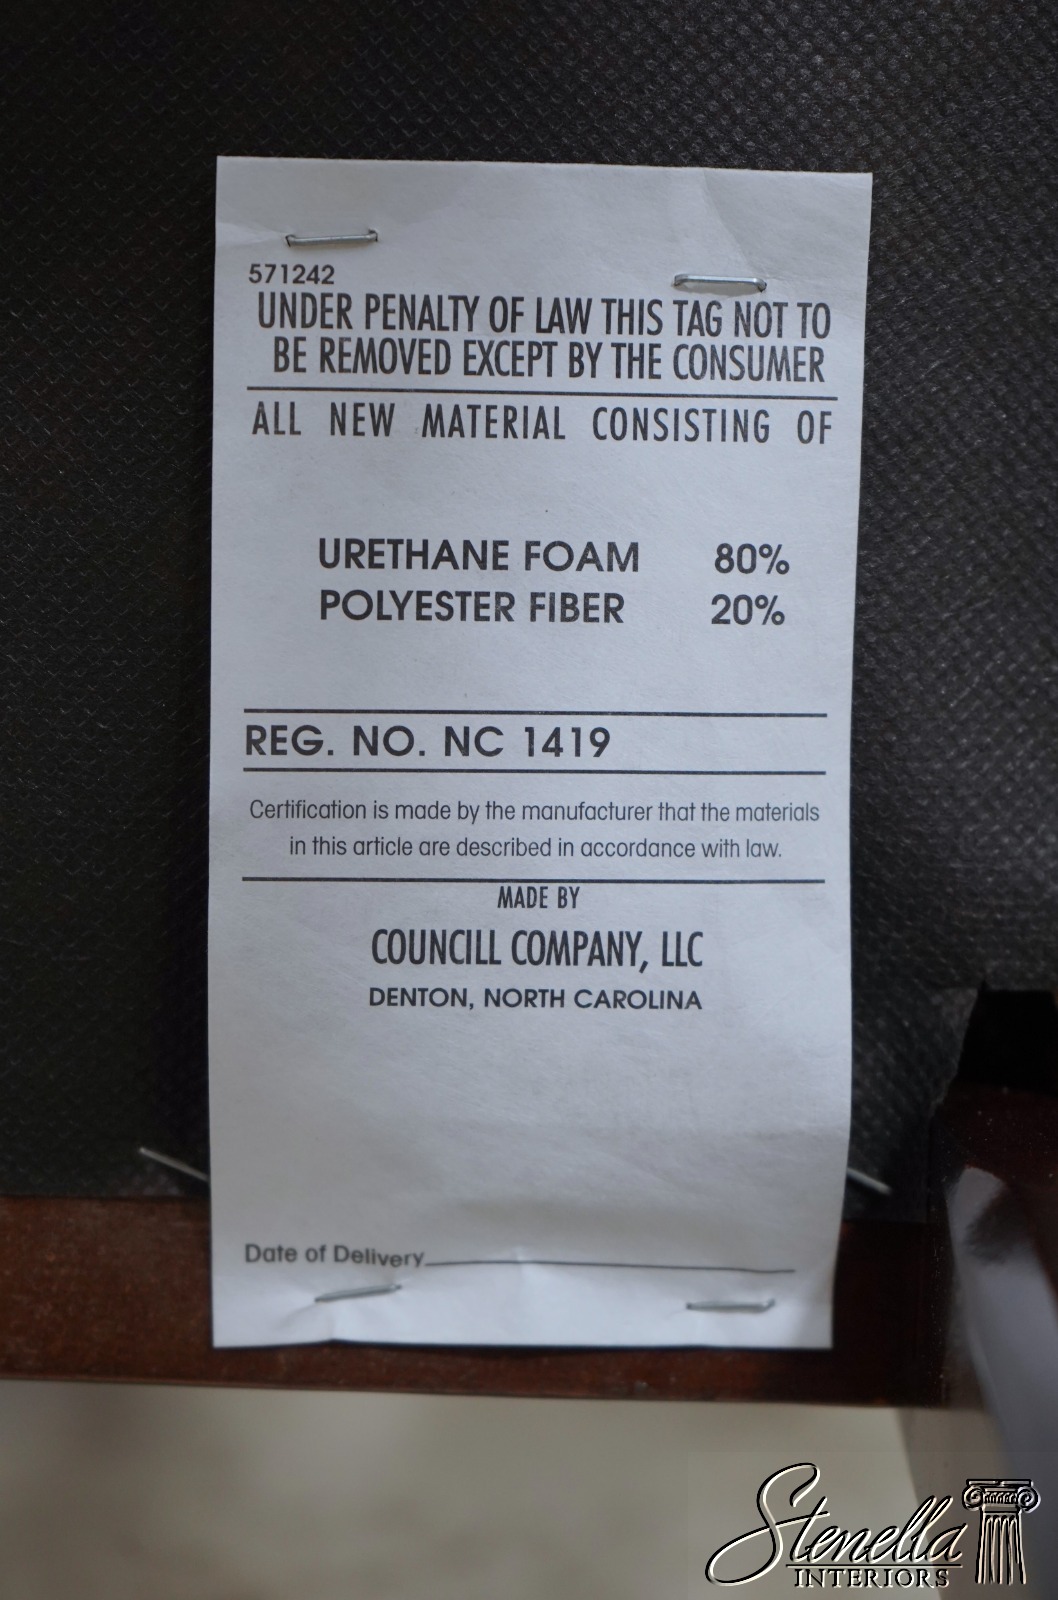 571242
UNDER PENALTY OF LAW THIS TAG NOT TO
BE REMOVED EXCEPT BY THE CONSUMER
ALL NEW MATERIAL CONSISTING OF
URETHANE FOAM 80%
POLYESTER FIBER 20%
REG. NO. NC 1419
Certification is made by the manufacturer that the materials
in this article are described in accordance with law.
MADE BY
COUNCILL COMPANY, LLC
DENTON, NORTH CAROLINA
Date of Delivery
Stenella
INTERIORS